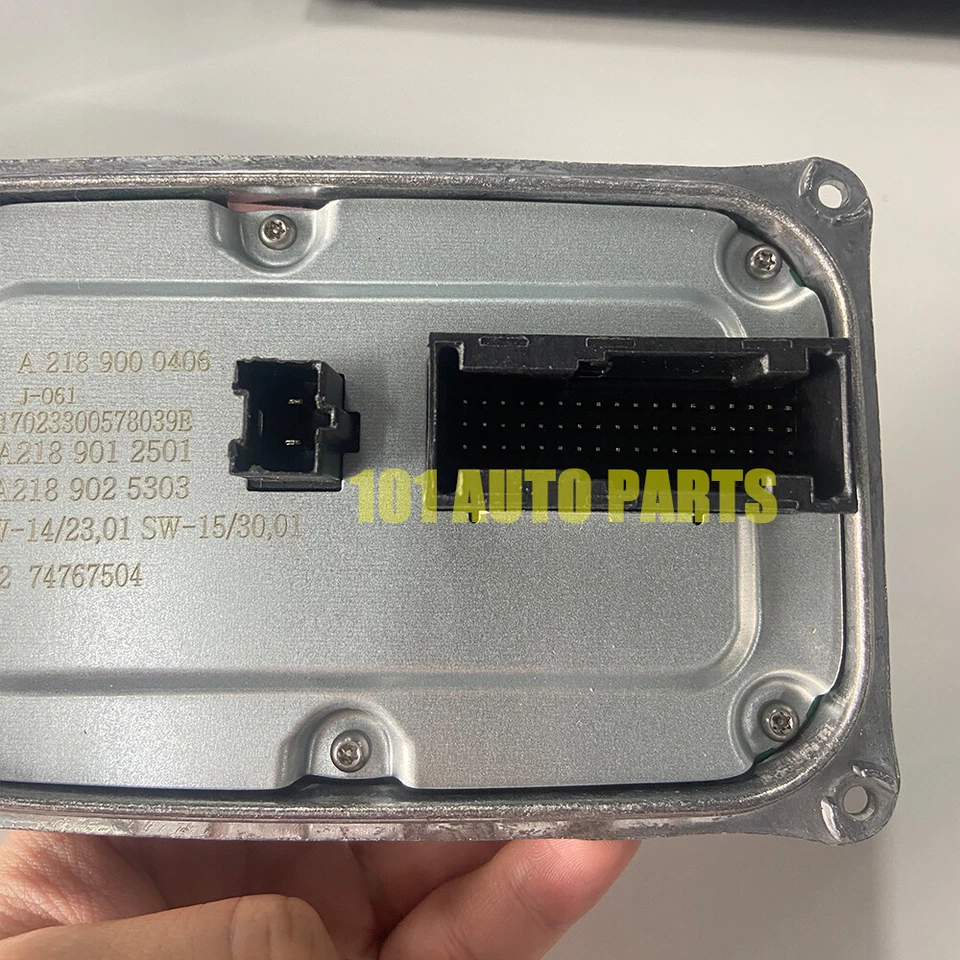 A 218 900 0406
J-061
17023300578039E
A218 901 2501
A218 902 5303
-14/23,01 SW-15/30,01
2 74767504
101 AUTO PARTS